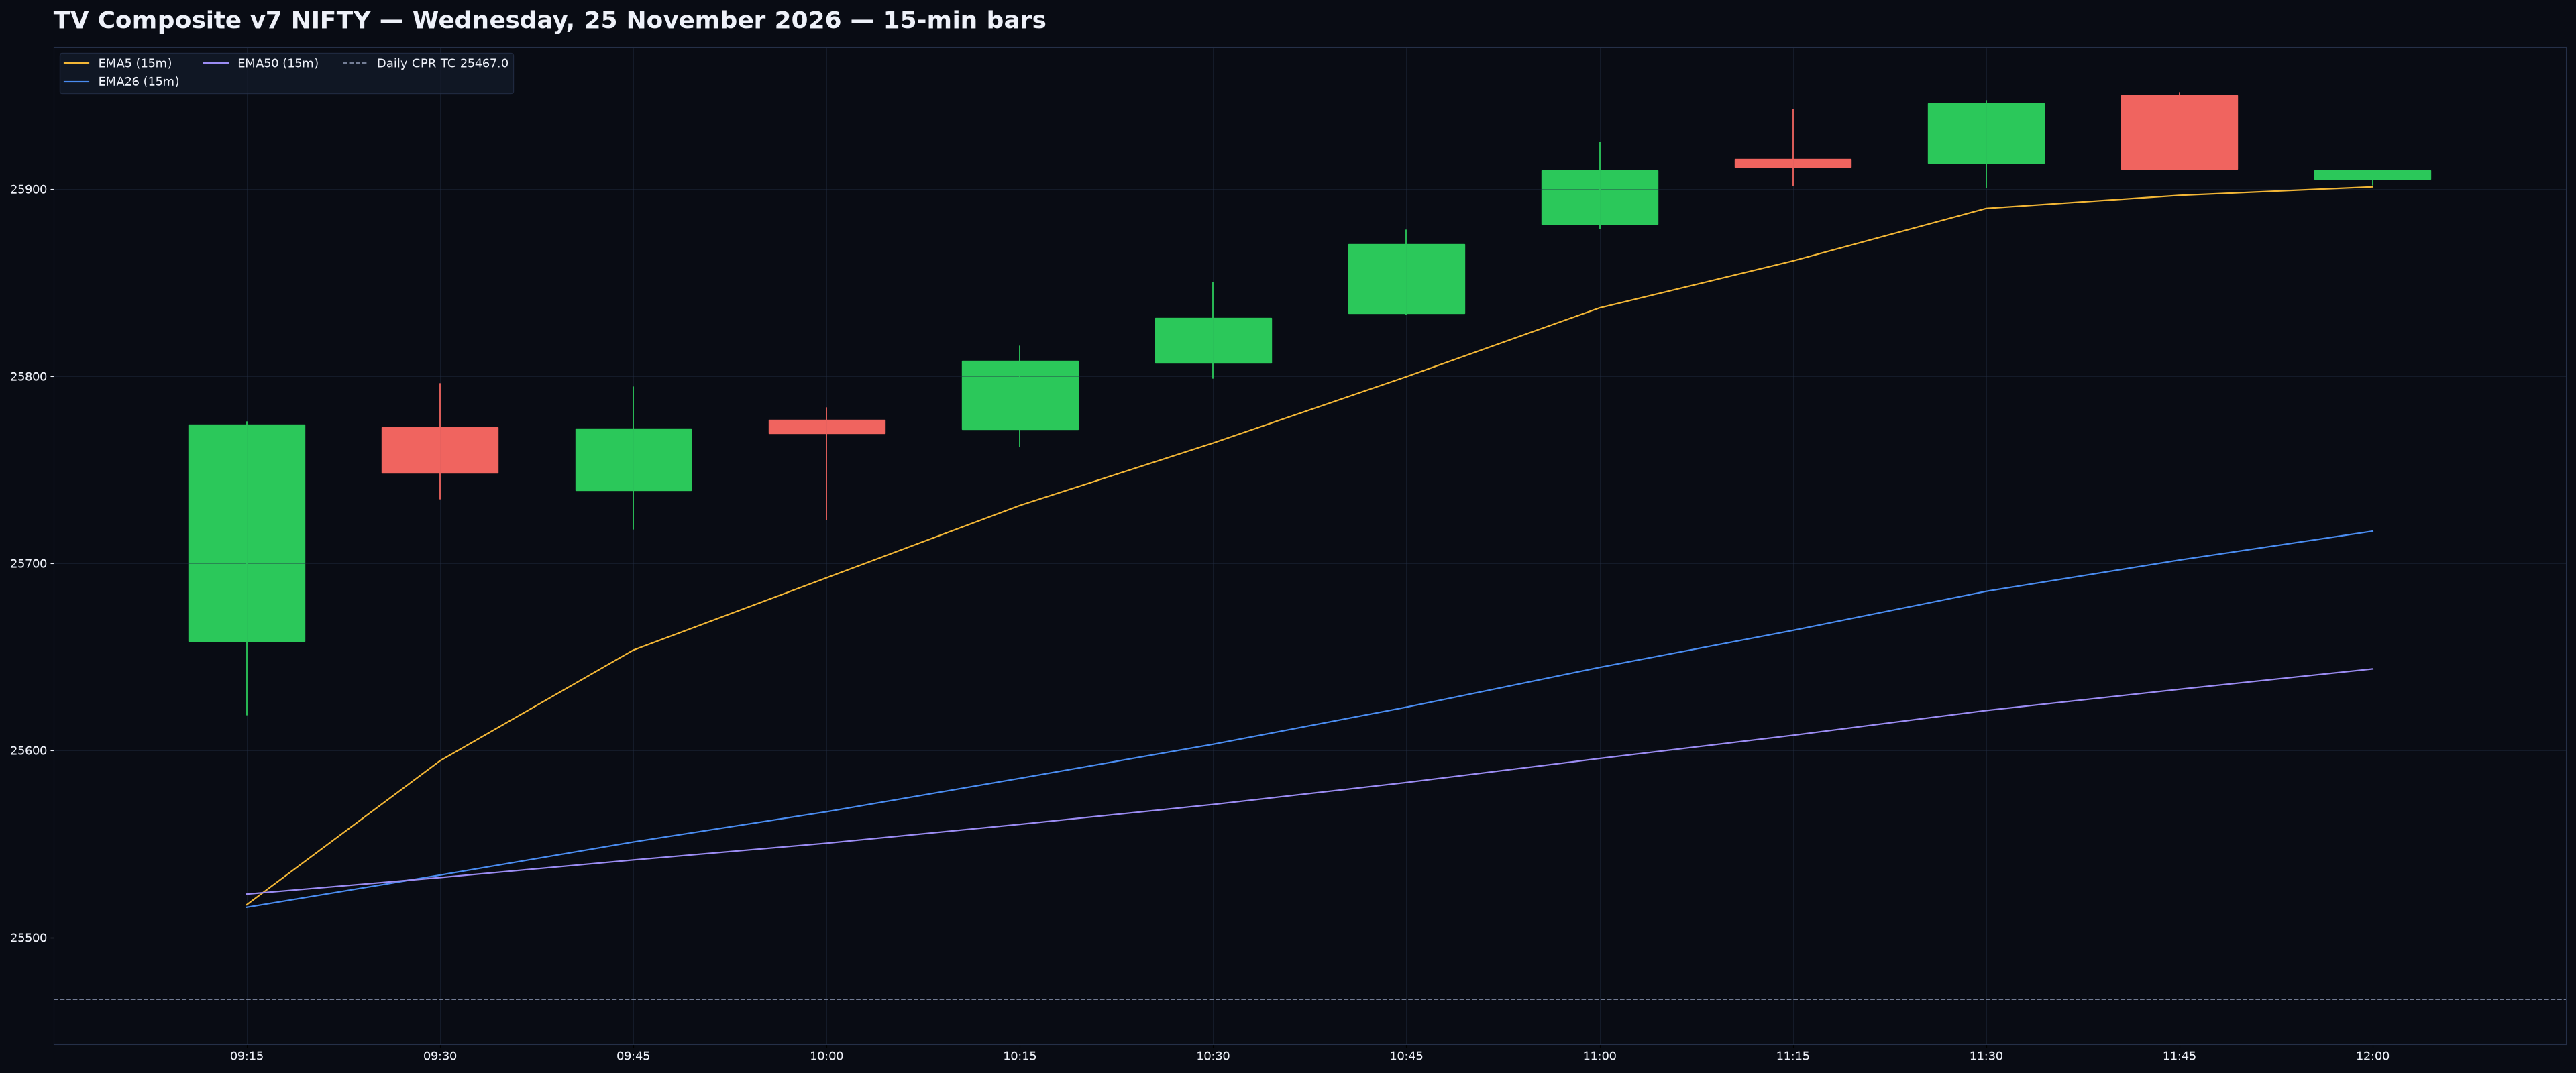 TV Composite v7 NIFTY — Wednesday, 25 November 2026 — 15-min bars
EMA5 (15m) EMA50 (15m) Daily CPR TC 25467.0
EMA26 (15m)
25900
25800
25700
25600
25500
09:15 09:30 09:45 10:00 10:15 10:30 10:45 11:00 11:15 11:30 11:45 12:00